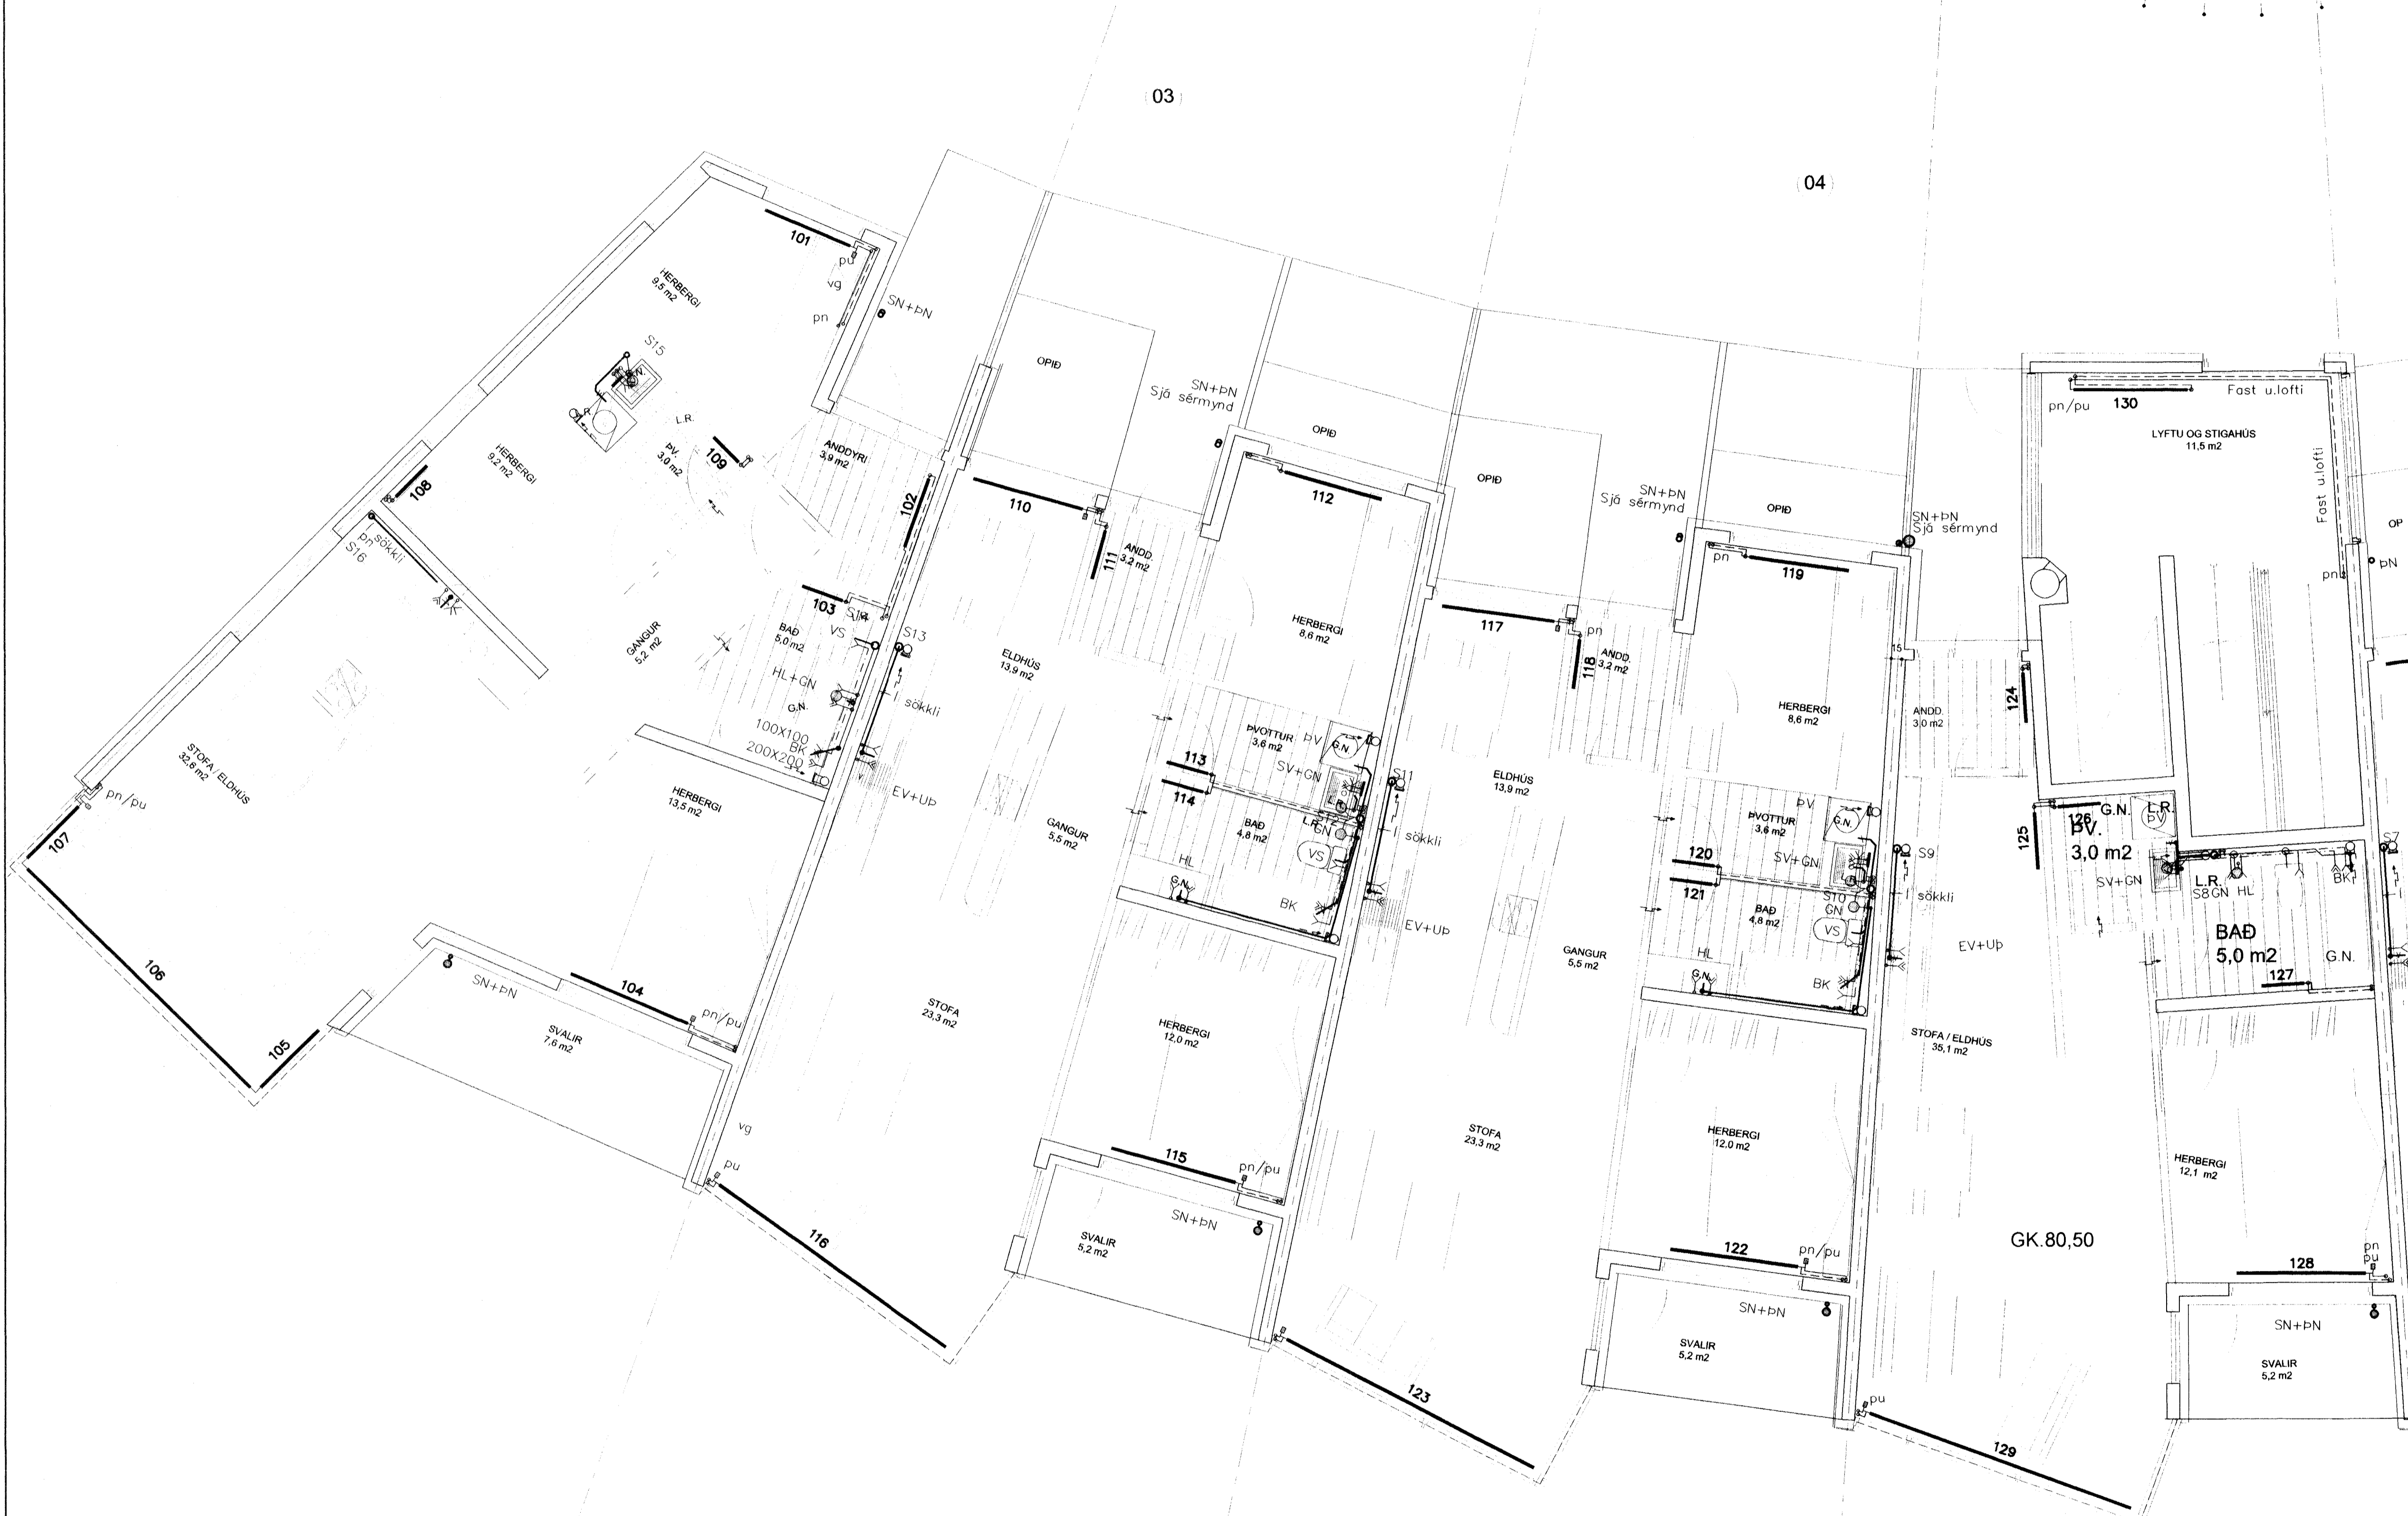 03
04
101
pu
vg
pn
SN+ÞN
HERBERGI
9,5 m2
S15
L.R.
ÞV.
3,0 m2
109
ANDDYRI
3,9 m2
102
HERBERGI
9,2 m2
108
pn sökkli
S16
103
S14
VS
S13
BAÐ
5,0 m2
HL+GN
G.N.
100X100
BK
200X200
sökkli
EV+UÞ
GANGUR
5,2 m2
STOFA / ELDHÚS
32,6 m2
pn/pu
107
106
105
HERBERGI
13,5 m2
104
pn/pu
SN+ÞN
SVALIR
7,6 m2
vg
pu
116
OPIÐ
SN+ÞN
Sjá sérmynd
OPIÐ
110
111
ANDD.
3,2 m2
112
ELDHÚS
13,9 m2
HERBERGI
8,6 m2
ÞVOTTUR
3,6 m2
ÞV
G.N.
SV+GN
113
114
BAÐ
4,8 m2
L.R.
S12
GN
VS
HL
G.N.
BK
S11
sökkli
EV+UÞ
GANGUR
5,5 m2
STOFA
23,3 m2
HERBERGI
12,0 m2
115
pn/pu
SN+ÞN
SVALIR
5,2 m2
123
OPIÐ
SN+ÞN
Sjá sérmynd
OPIÐ
117
pn
118
ANDD.
3,2 m2
pn
119
ELDHÚS
13,9 m2
HERBERGI
8,6 m2
ÞVOTTUR
3,6 m2
ÞV
G.N.
SV+GN
120
121
BAÐ
4,8 m2
S10
GN
VS
HL
G.N.
BK
S9
sökkli
EV+UÞ
GANGUR
5,5 m2
STOFA
23,3 m2
HERBERGI
12,0 m2
122
pn/pu
SN+ÞN
SVALIR
5,2 m2
pu
129
SN+ÞN
Sjá sérmynd
15
ANDD.
3,0 m2
124
pn/pu
130
Fast u.lofti
LYFTU OG STIGAHÚS
11,5 m2
Fast u.lofti
pn
OP
ÞN
125
126
G.N.
L.R.
ÞV
ÞV.
3,0 m2
SV+GN
L.R.
S8
GN
HL
BK
S7
BAÐ
5,0 m2
G.N.
127
STOFA / ELDHÚS
35,1 m2
HERBERGI
12,1 m2
GK.80,50
128
pn
pu
SN+ÞN
SVALIR
5,2 m2